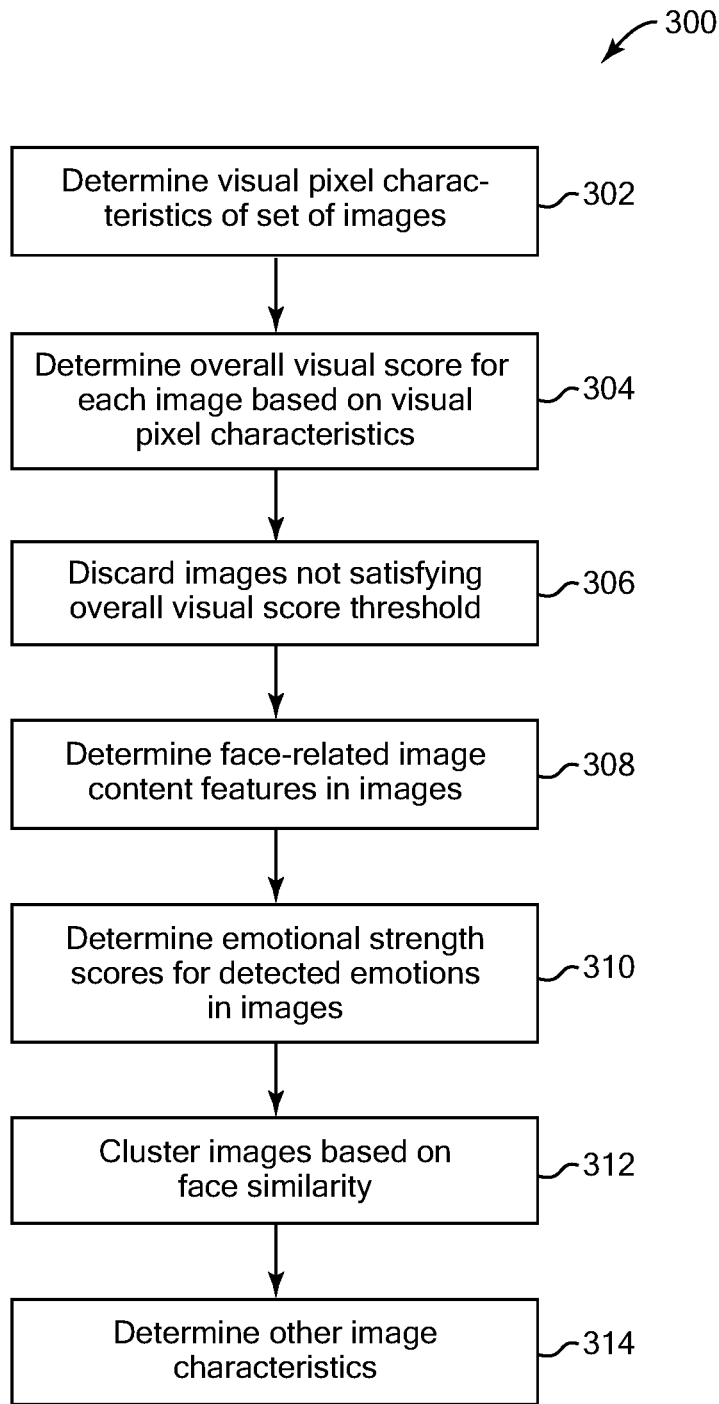 300
Determine visual pixel charac-
teristics of set of images
302
Determine overall visual score for
each image based on visual
pixel characteristics
304
Discard images not satisfying
overall visual score threshold
306
Determine face-related image
content features in images
308
Determine emotional strength
scores for detected emotions
in images
310
Cluster images based on
face similarity
312
Determine other image
characteristics
314